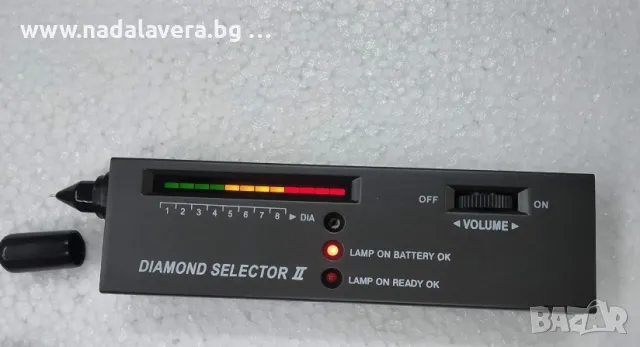 www.nadalavera.bg ...
OFF ON
◄ VOLUME ►
1 2 3 4 5 6 7 8 ► DIA
LAMP ON BATTERY OK
DIAMOND SELECTOR II
LAMP ON READY OK
BAZAR